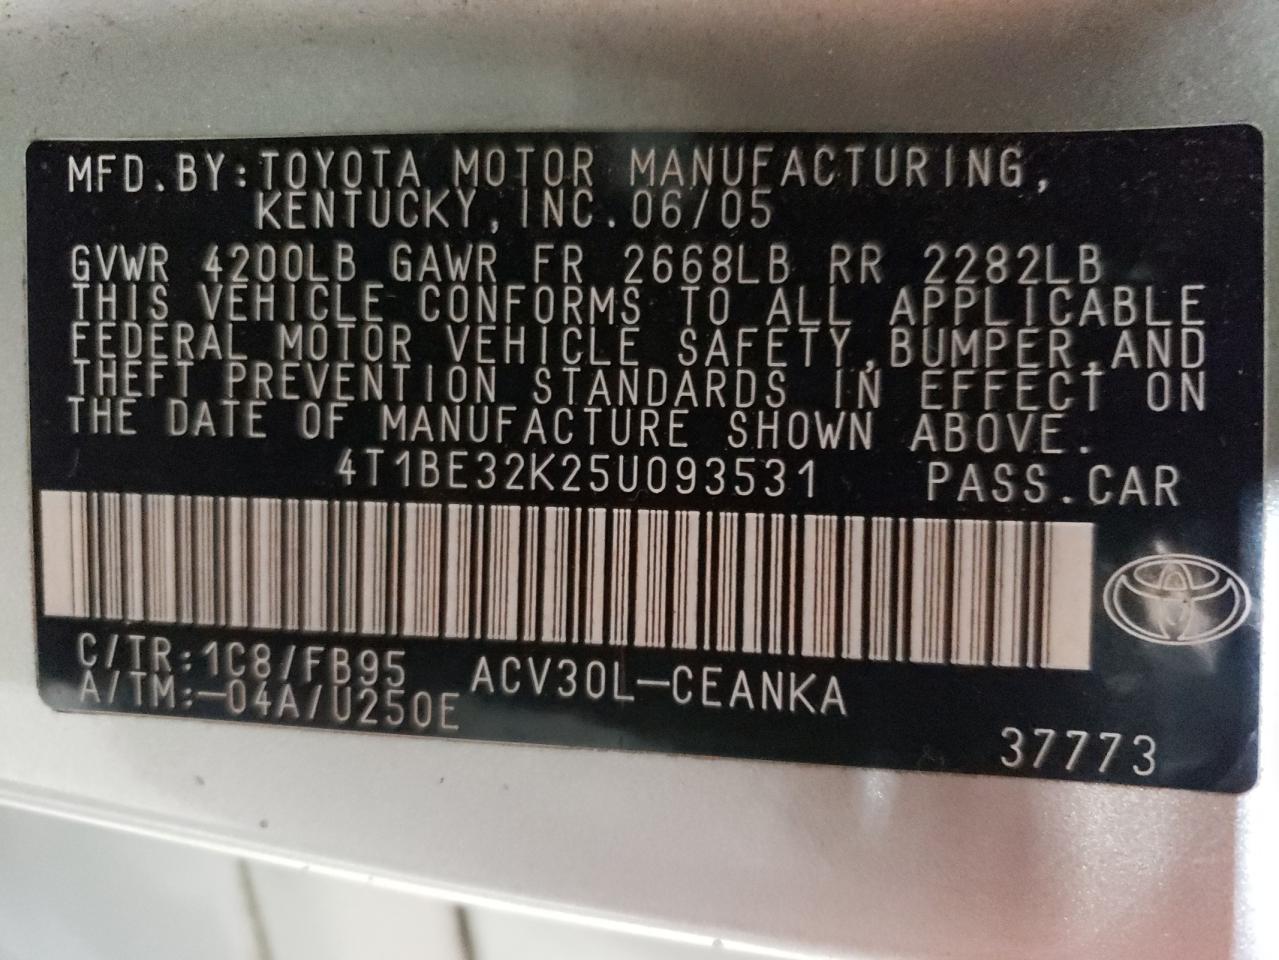 MFD.BY:TOYOTA MOTOR MANUFACTURING,
KENTUCKY,INC.06/05
GVWR 4200LB GAWR FR 2668LB RR 2282LB
THIS VEHICLE CONFORMS TO ALL APPLICABLE
FEDERAL MOTOR VEHICLE SAFETY,BUMPER,AND
THEFT PREVENTION STANDARDS IN EFFECT ON
THE DATE OF MANUFACTURE SHOWN ABOVE.
4T1BE32K25U093531 PASS.CAR
C/TR:1C8/FB95 ACV30L-CEANKA
A/TM:-04A/U250E
37773